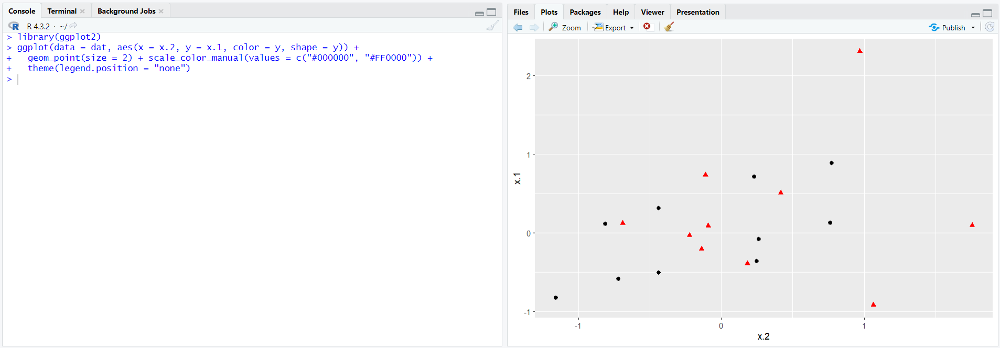 Console Terminal Background Jobs
R R 4.3.2 · ~/
> library(ggplot2)
> ggplot(data = dat, aes(x = x.2, y = x.1, color = y, shape = y)) +
+   geom_point(size = 2) + scale_color_manual(values = c("#000000", "#FF0000")) +
+   theme(legend.position = "none")
>
Files Plots Packages Help Viewer Presentation
Zoom Export Publish
2
1
0
-1
x.1
-1 0 1
x.2